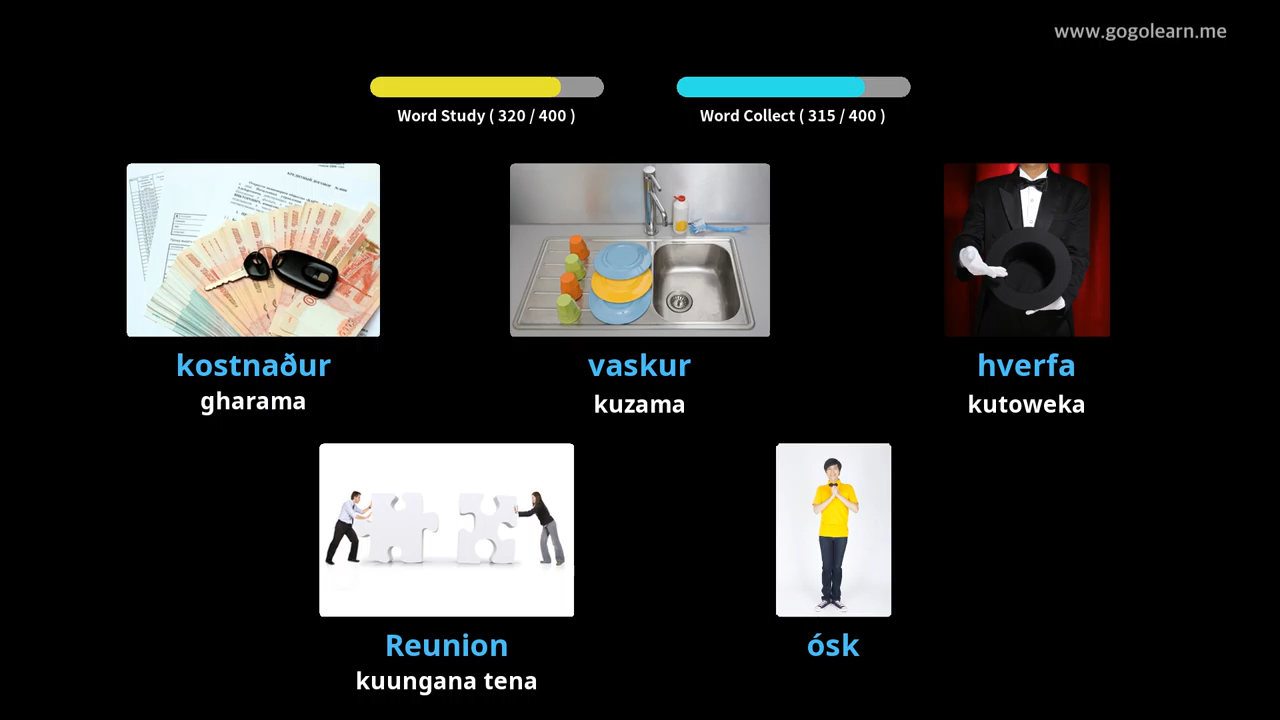 www.gogolearn.me
Word Study ( 320 / 400 )
Word Collect ( 315 / 400 )
kostnaður
gharama
vaskur
kuzama
hverfa
kutoweka
Reunion
kuungana tena
ósk